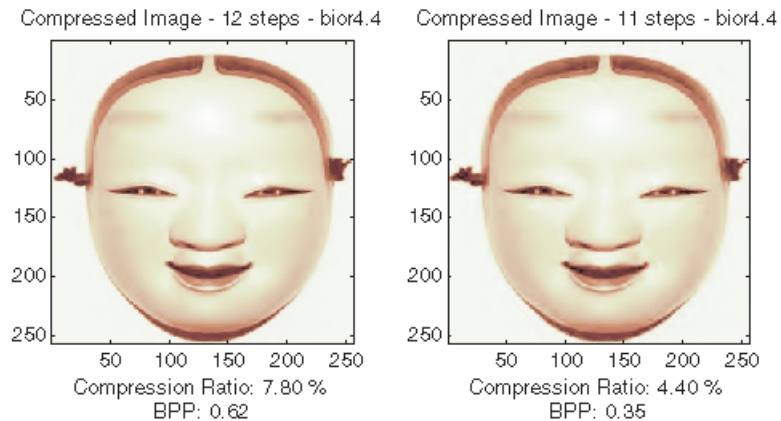 Compressed Image - 12 steps - bior4.4
50
100
150
200
250
50 100 150 200 250
Compression Ratio: 7.80 %
BPP: 0.62
Compressed Image - 11 steps - bior4.4
50
100
150
200
250
50 100 150 200 250
Compression Ratio: 4.40 %
BPP: 0.35